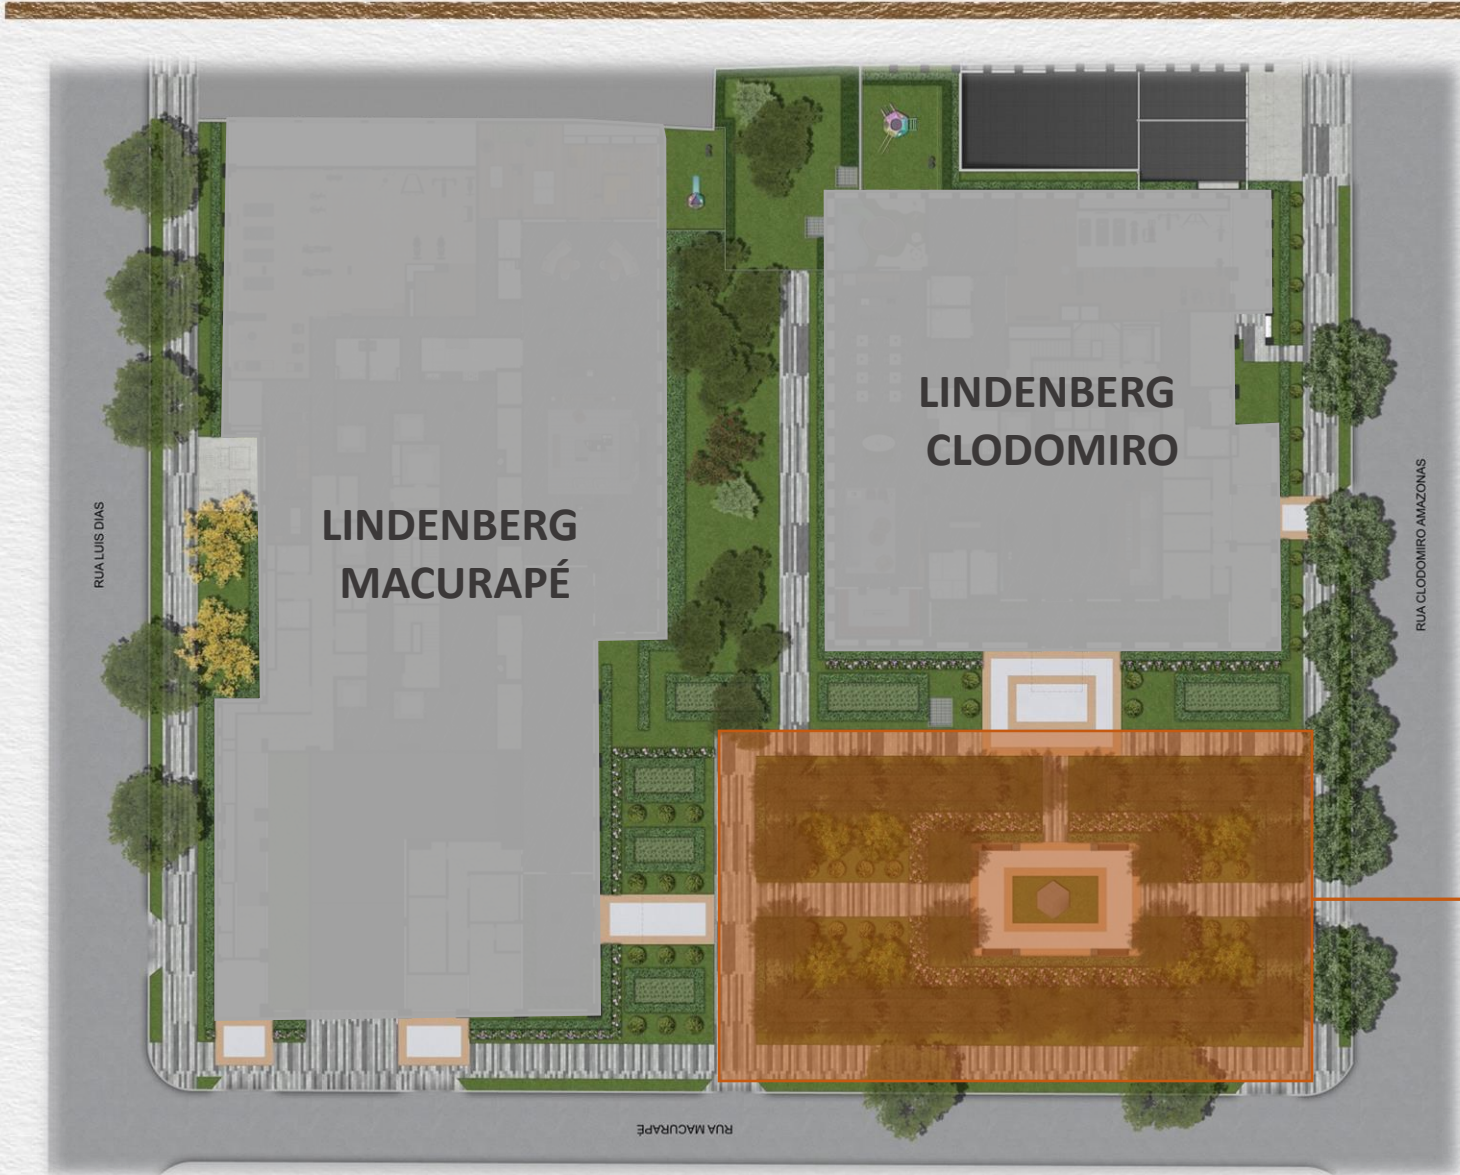 LINDENBERG
CLODOMIRO
LINDENBERG
MACURAPÉ
RUA LUIS DIAS
RUA CLODOMIRO AMAZONAS
RUA MACURAPÉ